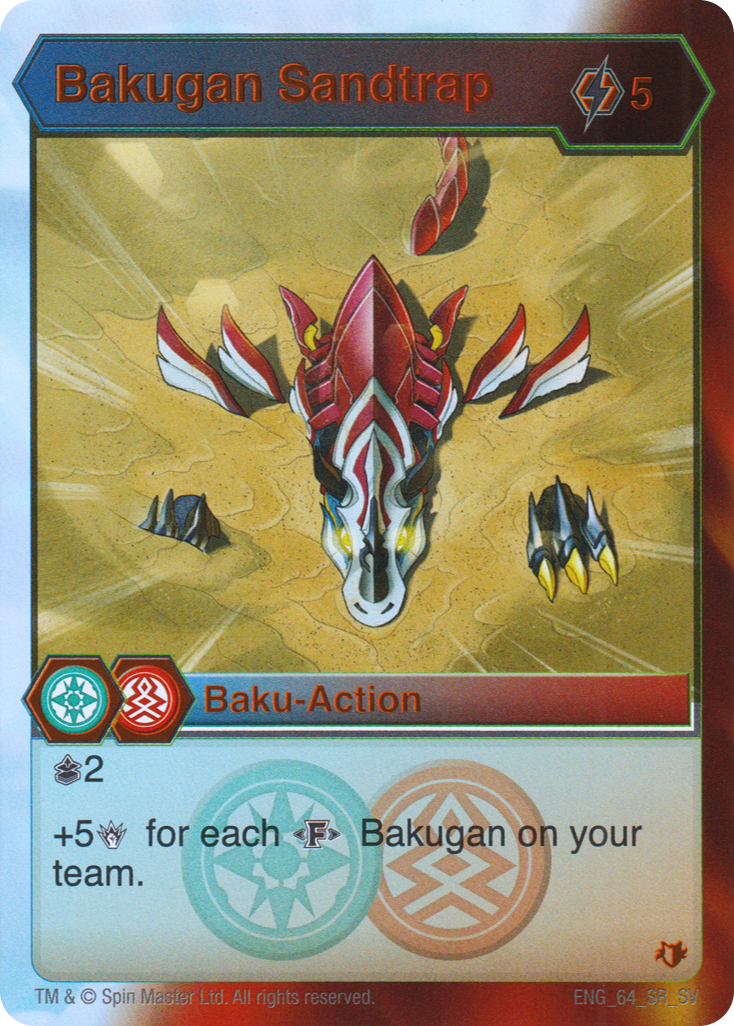 Bakugan Sandtrap 5
Baku-Action
2
+5 for each F Bakugan on your
team.
TM & © Spin Master Ltd. All rights reserved. ENG_64_SR_SV